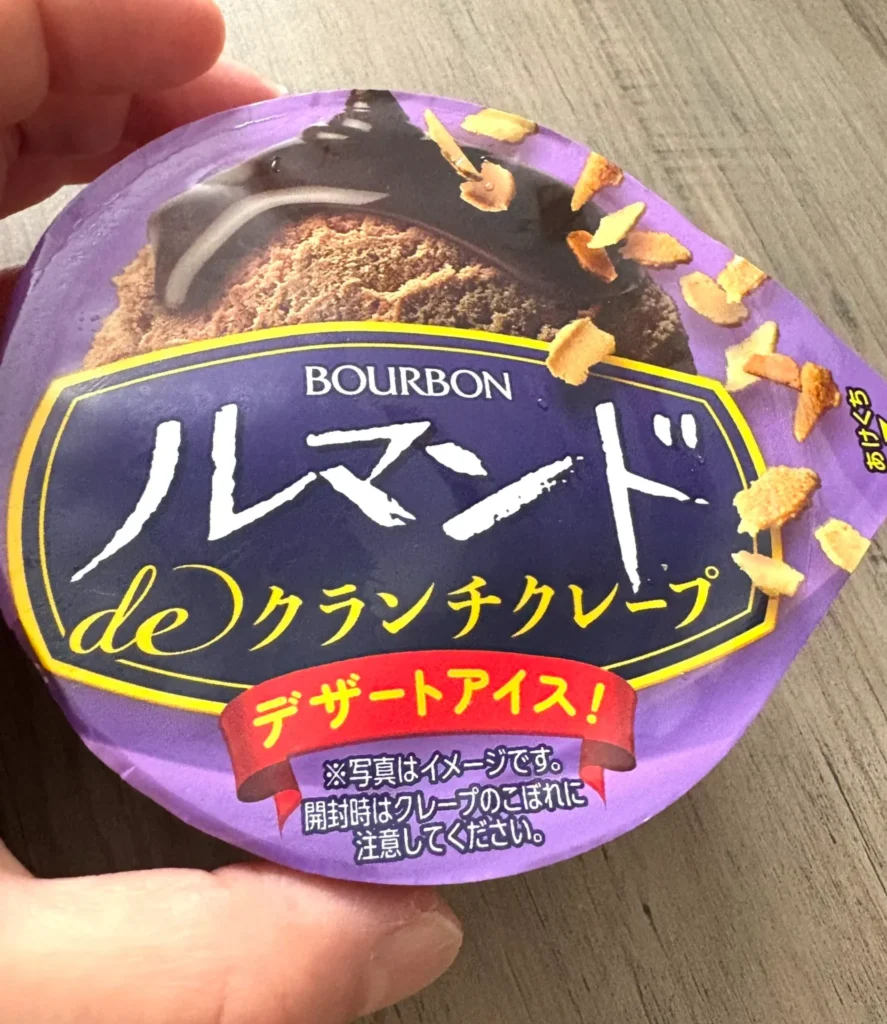 BOURBON
ルマンド
de クランチクレープ
デザートアイス!
※写真はイメージです。
開封時はクレープのこぼれに
注意してください。
あけくち